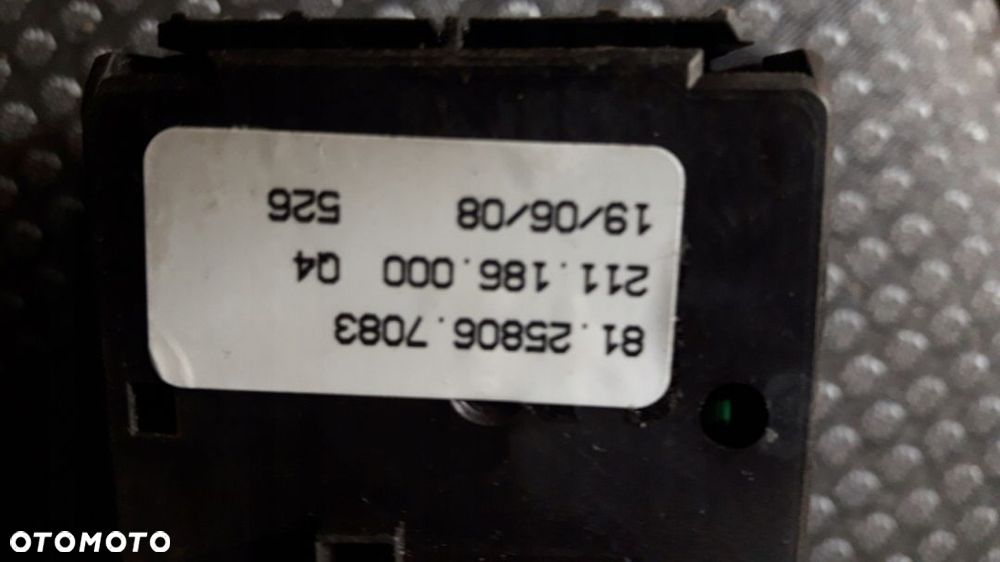 81.25806.7083
211.186.000 Q4
19/06/08 526
OTOMOTO